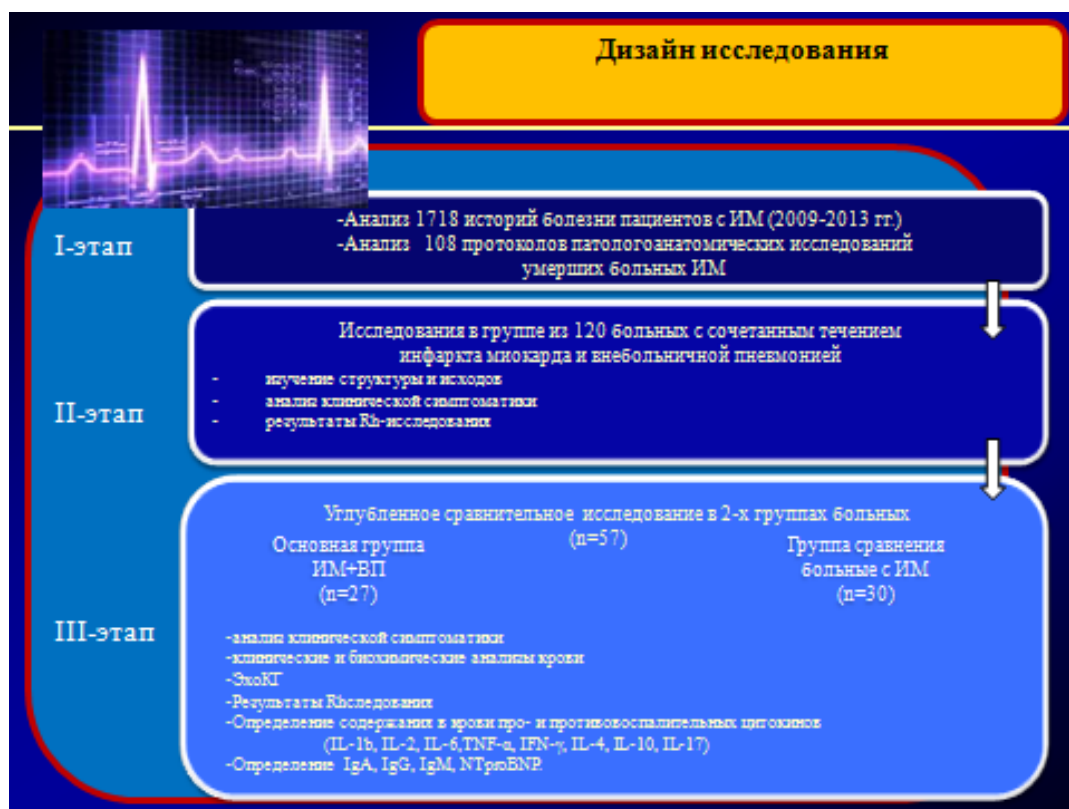 Дизайн исследования
I-этап
-Анализ 1718 историй болезни пациентов с ИМ (2009-2013 гг.)
-Анализ 108 протоколов патологоанатомических исследований
умерших больных ИМ
II-этап
Исследования в группе из 120 больных с сочетанным течением
инфаркта миокарда и внебольничной пневмонией
- изучение структуры и исходов
- анализ клинической симптоматики
- результаты Rh-исследования
III-этап
Углубленное сравнительное исследование в 2-х группах больных
(n=57)
Основная группа
ИМ+ВП
(n=27)
Группа сравнения
больные с ИМ
(n=30)
-анализ клинической симптоматики
-клинические и биохимические анализы крови
-ЭхоКГ
-Результаты Rhследования
-Определение содержания в крови про- и противовоспалительных цитокинов
(IL-1b, IL-2, IL-6,TNF-α, IFN-γ, IL-4, IL-10, IL-17)
-Определение IgA, IgG, IgM, NTproBNP.